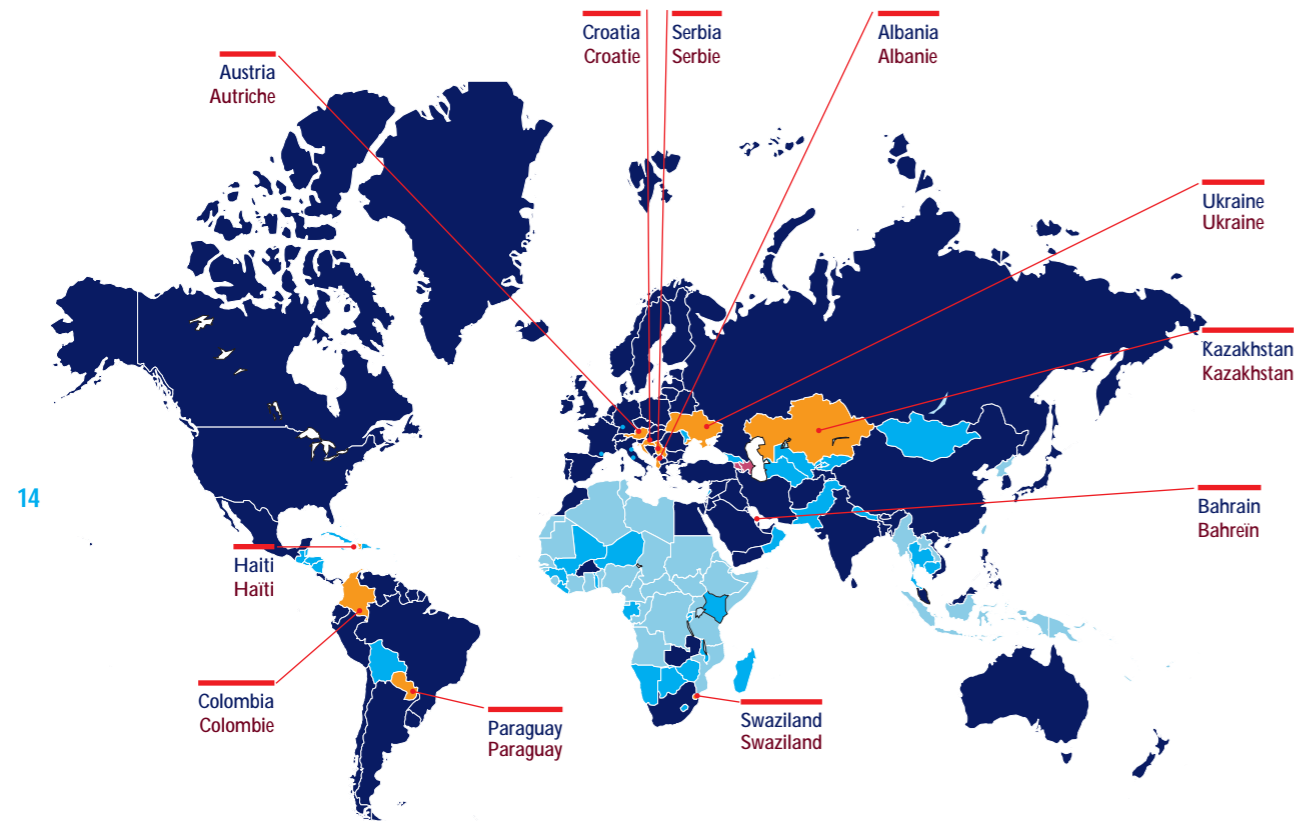 Croatia
Croatie
Serbia
Serbie
Albania
Albanie
Austria
Autriche
Ukraine
Ukraine
Kazakhstan
Kazakhstan
14
Bahrain
Bahreïn
Haiti
Haïti
Colombia
Colombie
Paraguay
Paraguay
Swaziland
Swaziland